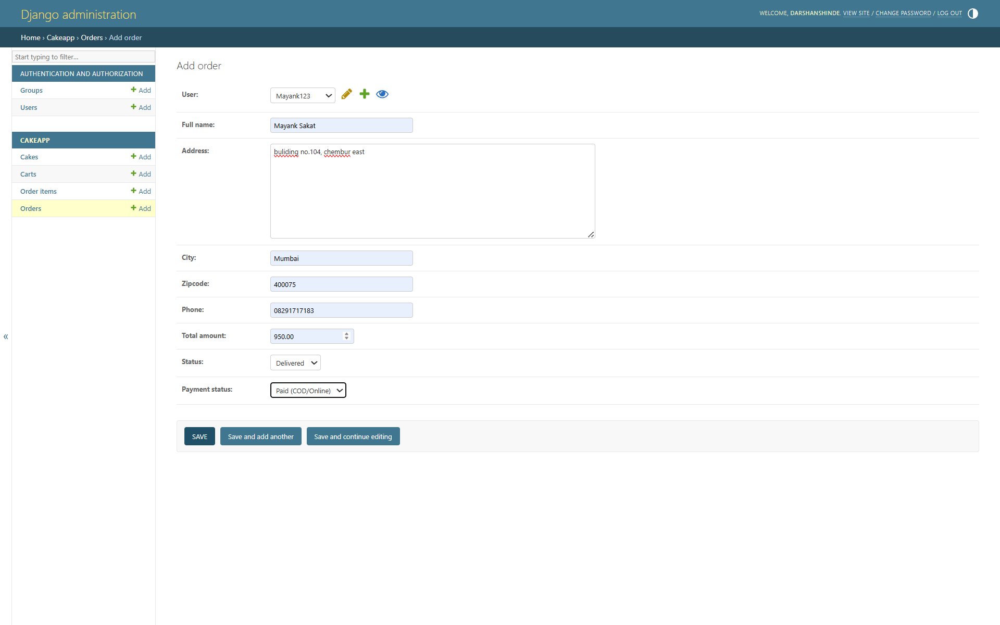 Django administration
WELCOME, DARSHANSHINDE. VIEW SITE / CHANGE PASSWORD / LOG OUT
Home › Cakeapp › Orders › Add order
Start typing to filter...
AUTHENTICATION AND AUTHORIZATION
Groups Add
Users Add
CAKEAPP
Cakes Add
Carts Add
Order items Add
Orders Add
«
Add order
User: Mayank123
Full name: Mayank Sakat
Address: buliding no.104, chembur east
City: Mumbai
Zipcode: 400075
Phone: 08291717183
Total amount: 950.00
Status: Delivered
Payment status: Paid (COD/Online)
SAVE Save and add another Save and continue editing